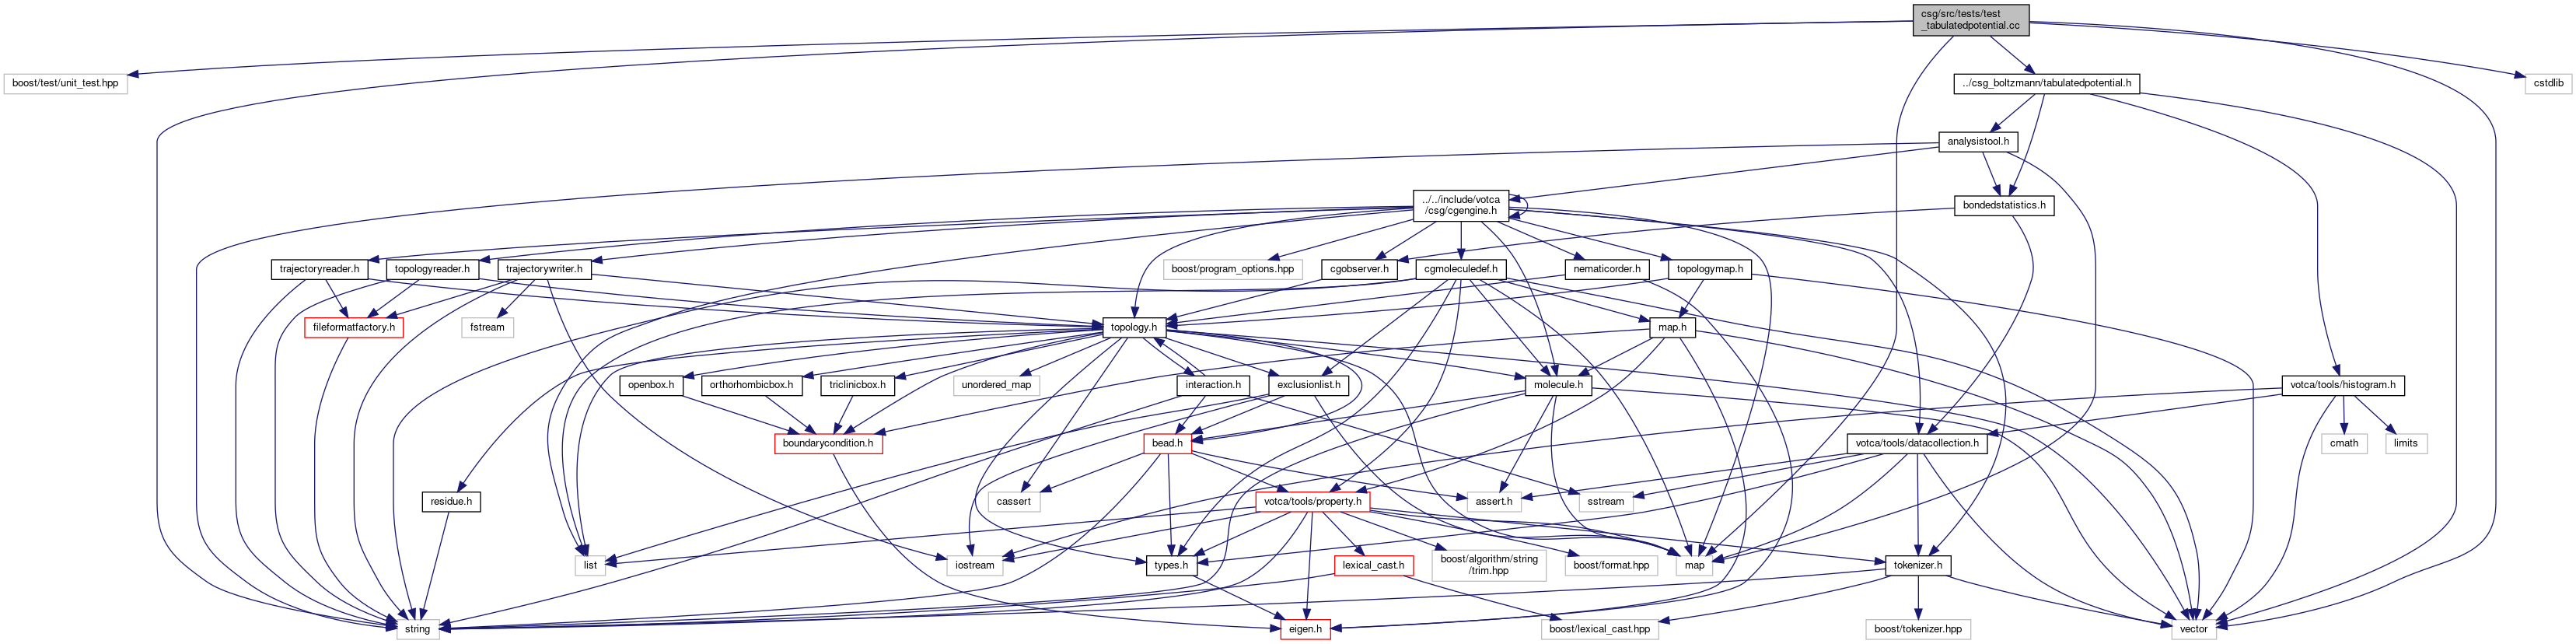 csg/src/tests/test
_tabulatedpotential.cc
boost/test/unit_test.hpp
../csg_boltzmann/tabulatedpotential.h
cstdlib
analysistool.h
../../include/votca
/csg/cgengine.h
bondedstatistics.h
trajectoryreader.h
topologyreader.h
trajectorywriter.h
boost/program_options.hpp
cgobserver.h
cgmoleculedef.h
nematicorder.h
topologymap.h
fileformatfactory.h
fstream
topology.h
map.h
openbox.h
orthorhombicbox.h
triclinicbox.h
unordered_map
interaction.h
exclusionlist.h
molecule.h
votca/tools/histogram.h
boundarycondition.h
bead.h
votca/tools/datacollection.h
cmath
limits
residue.h
cassert
votca/tools/property.h
assert.h
sstream
list
iostream
types.h
lexical_cast.h
boost/algorithm/string
/trim.hpp
boost/format.hpp
map
tokenizer.h
string
eigen.h
boost/lexical_cast.hpp
boost/tokenizer.hpp
vector